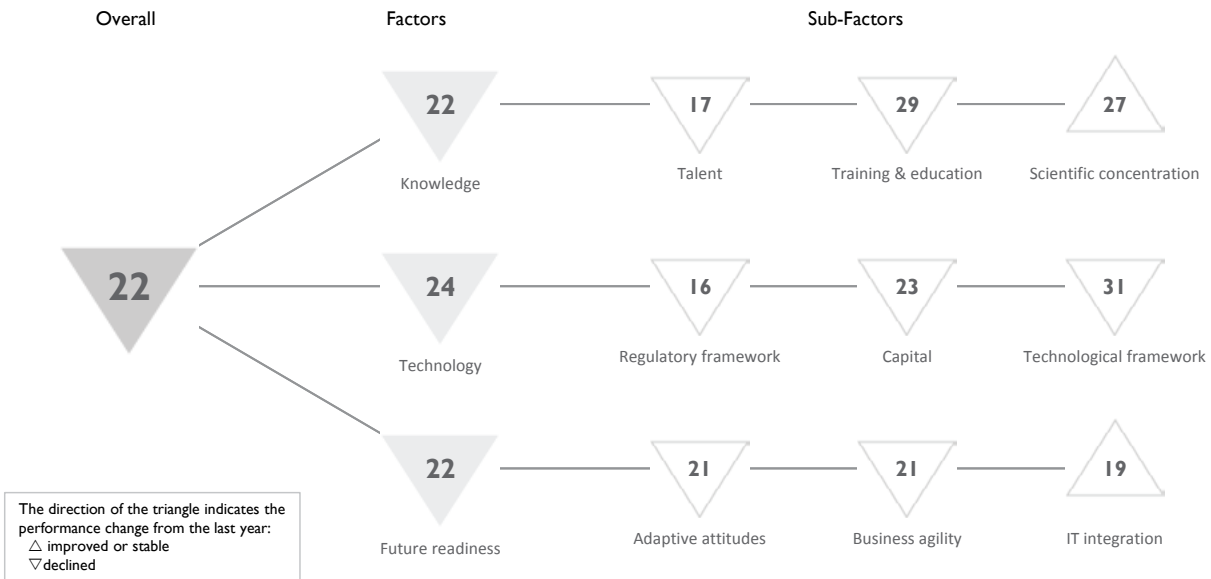 Overall
Factors
Sub-Factors
22
17
29
27
Knowledge
Talent
Training & education
Scientific concentration
22
24
16
23
31
Technology
Regulatory framework
Capital
Technological framework
22
21
21
19
Future readiness
Adaptive attitudes
Business agility
IT integration
The direction of the triangle indicates the
performance change from the last year:
△ improved or stable
▽ declined